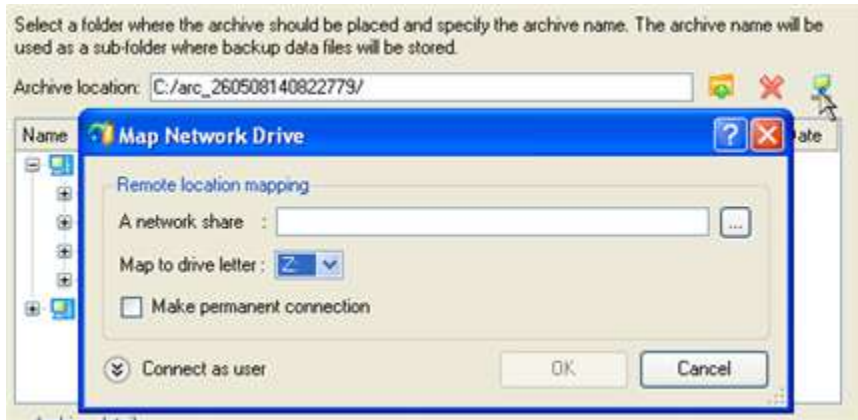 Select a folder where the archive should be placed and specify the archive name. The archive name will be
used as a sub-folder where backup data files will be stored.
Archive location: C:/arc_260508140822779/
Name
Map Network Drive
ate
Remote location mapping
A network share :
...
Map to drive letter : Z:
Make permanent connection
Connect as user
OK
Cancel